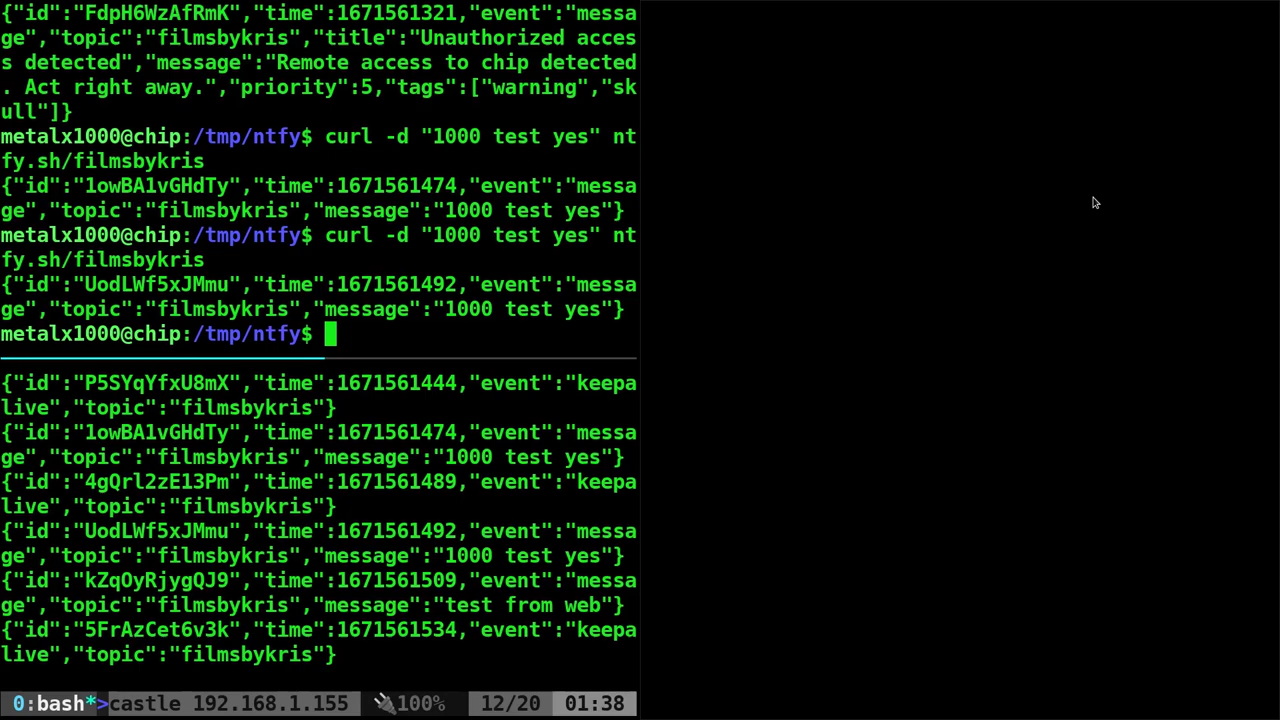 {"id":"FdpH6WzAfRmK","time":1671561321,"event":"messa
ge","topic":"filmsbykris","title":"Unauthorized acces
s detected","message":"Remote access to chip detected
. Act right away.","priority":5,"tags":["warning","sk
ull"]}
metalx1000@chip:/tmp/ntfy$ curl -d "1000 test yes" nt
fy.sh/filmsbykris
{"id":"1owBA1vGHdTy","time":1671561474,"event":"messa
ge","topic":"filmsbykris","message":"1000 test yes"}
metalx1000@chip:/tmp/ntfy$ curl -d "1000 test yes" nt
fy.sh/filmsbykris
{"id":"UodLWf5xJMmu","time":1671561492,"event":"messa
ge","topic":"filmsbykris","message":"1000 test yes"}
metalx1000@chip:/tmp/ntfy$
{"id":"P5SYqYfxU8mX","time":1671561444,"event":"keepa
live","topic":"filmsbykris"}
{"id":"1owBA1vGHdTy","time":1671561474,"event":"messa
ge","topic":"filmsbykris","message":"1000 test yes"}
{"id":"4gQrl2zE13Pm","time":1671561489,"event":"keepa
live","topic":"filmsbykris"}
{"id":"UodLWf5xJMmu","time":1671561492,"event":"messa
ge","topic":"filmsbykris","message":"1000 test yes"}
{"id":"kZqOyRjygQJ9","time":1671561509,"event":"messa
ge","topic":"filmsbykris","message":"test from web"}
{"id":"5FrAzCet6v3k","time":1671561534,"event":"keepa
live","topic":"filmsbykris"}
0:bash*>castle 192.168.1.155 🔌100% 12/20 01:38